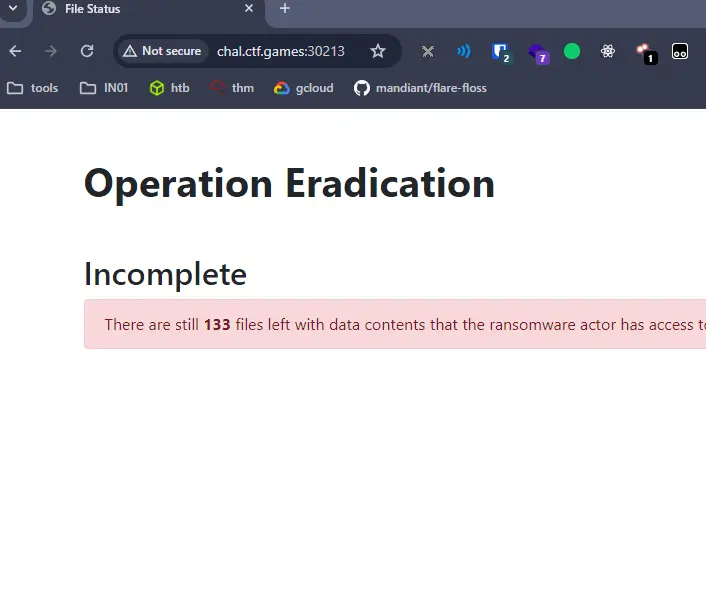 File Status
Not secure chal.ctf.games:30213
2 7 1
tools IN01 htb thm gcloud mandiant/flare-floss
Operation Eradication
Incomplete
There are still 133 files left with data contents that the ransomware actor has access to